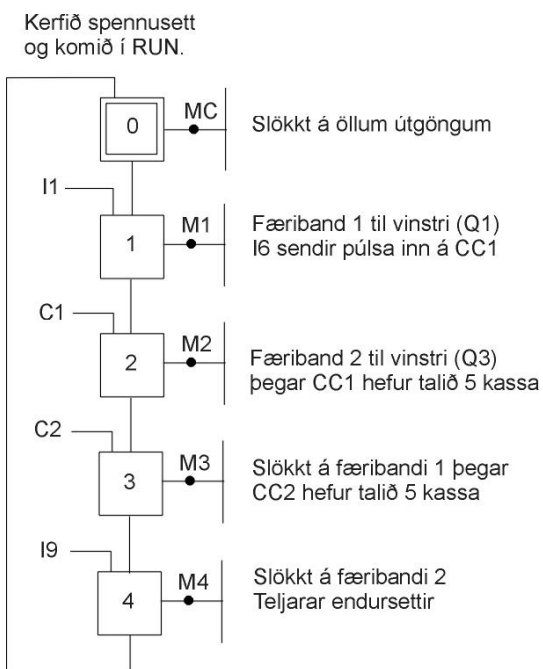 Kerfið spennusett
og komið í RUN.
0
MC
Slökkt á öllum útgöngum
I1
1
M1
Færiband 1 til vinstri (Q1)
I6 sendir púlsa inn á CC1
C1
2
M2
Færiband 2 til vinstri (Q3)
þegar CC1 hefur talið 5 kassa
C2
3
M3
Slökkt á færibandi 1 þegar
CC2 hefur talið 5 kassa
I9
4
M4
Slökkt á færibandi 2
Teljarar endursettir